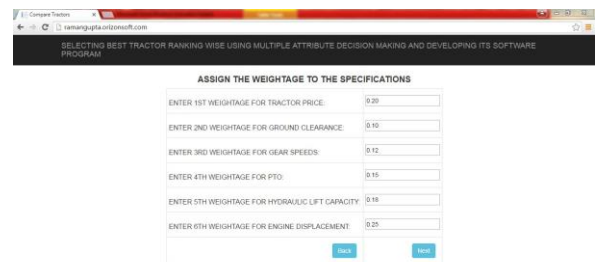 Compare Tractors
ramangupta.orizonsoft.com
SELECTING BEST TRACTOR RANKING WISE USING MULTIPLE ATTRIBUTE DECISION MAKING AND DEVELOPING ITS SOFTWARE
PROGRAM
ASSIGN THE WEIGHTAGE TO THE SPECIFICATIONS
ENTER 1ST WEIGHTAGE FOR TRACTOR PRICE: 0.20
ENTER 2ND WEIGHTAGE FOR GROUND CLEARANCE: 0.10
ENTER 3RD WEIGHTAGE FOR GEAR SPEEDS: 0.12
ENTER 4TH WEIGHTAGE FOR PTO: 0.15
ENTER 5TH WEIGHTAGE FOR HYDRAULIC LIFT CAPACITY: 0.18
ENTER 6TH WEIGHTAGE FOR ENGINE DISPLACEMENT: 0.25
Back Next